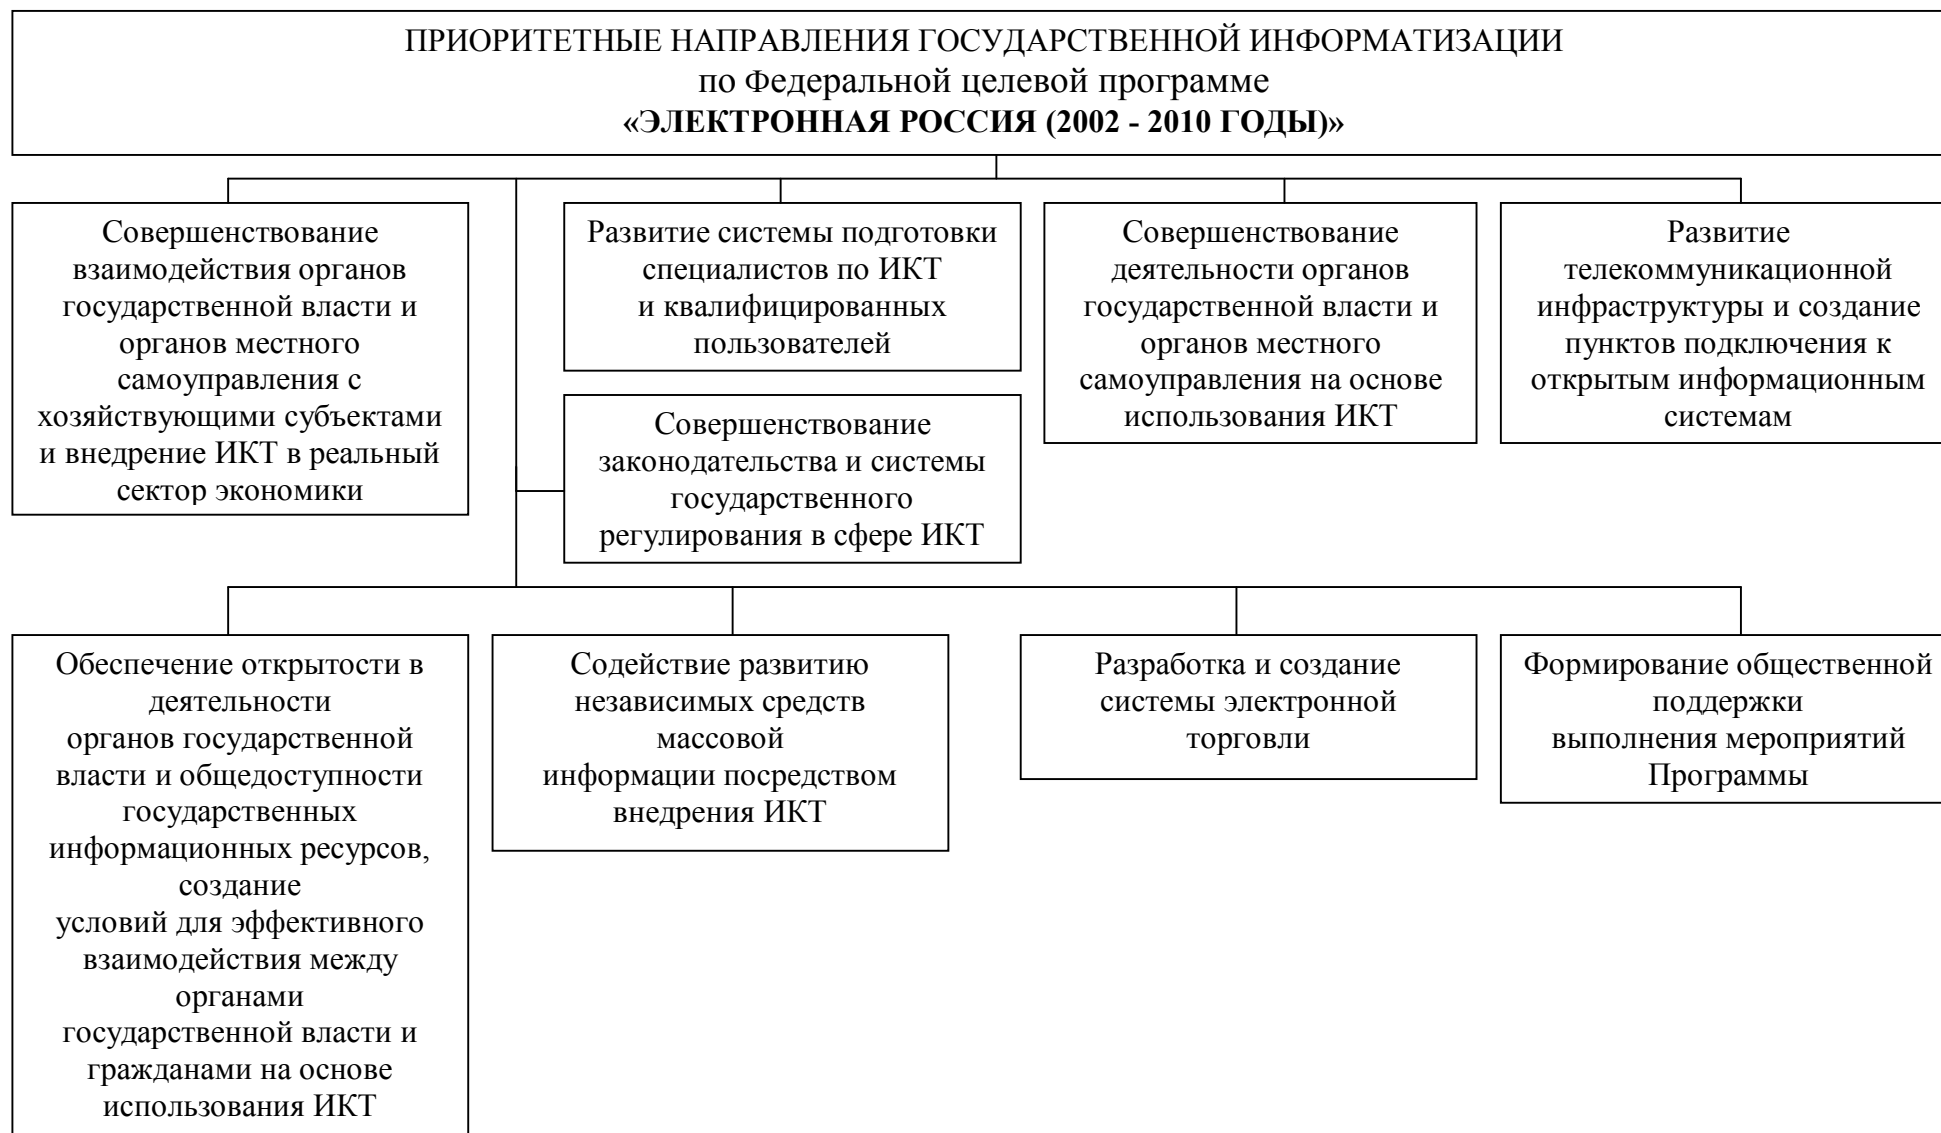 ПРИОРИТЕТНЫЕ НАПРАВЛЕНИЯ ГОСУДАРСТВЕННОЙ ИНФОРМАТИЗАЦИИ
по Федеральной целевой программе
«ЭЛЕКТРОННАЯ РОССИЯ (2002 - 2010 ГОДЫ)»
Совершенствование
взаимодействия органов
государственной власти и
органов местного
самоуправления с
хозяйствующими субъектами
и внедрение ИКТ в реальный
сектор экономики
Развитие системы подготовки
специалистов по ИКТ
и квалифицированных
пользователей
Совершенствование
законодательства и системы
государственного
регулирования в сфере ИКТ
Совершенствование
деятельности органов
государственной власти и
органов местного
самоуправления на основе
использования ИКТ
Развитие
телекоммуникационной
инфраструктуры и создание
пунктов подключения к
открытым информационным
системам
Обеспечение открытости в
деятельности
органов государственной
власти и общедоступности
государственных
информационных ресурсов,
создание
условий для эффективного
взаимодействия между
органами
государственной власти и
гражданами на основе
использования ИКТ
Содействие развитию
независимых средств
массовой
информации посредством
внедрения ИКТ
Разработка и создание
системы электронной
торговли
Формирование общественной
поддержки
выполнения мероприятий
Программы